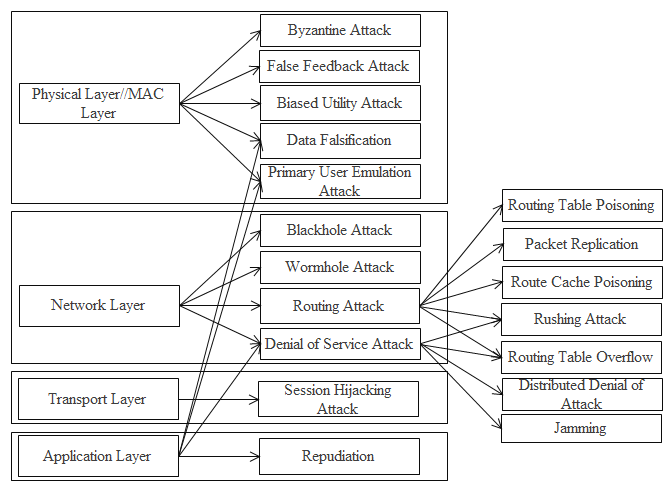 Physical Layer//MAC
Layer
Byzantine Attack
False Feedback Attack
Biased Utility Attack
Data Falsification
Primary User Emulation
Attack
Network Layer
Blackhole Attack
Wormhole Attack
Routing Attack
Denial of Service Attack
Routing Table Poisoning
Packet Replication
Route Cache Poisoning
Rushing Attack
Routing Table Overflow
Distributed Denial of
Attack
Jamming
Transport Layer
Session Hijacking
Attack
Application Layer
Repudiation